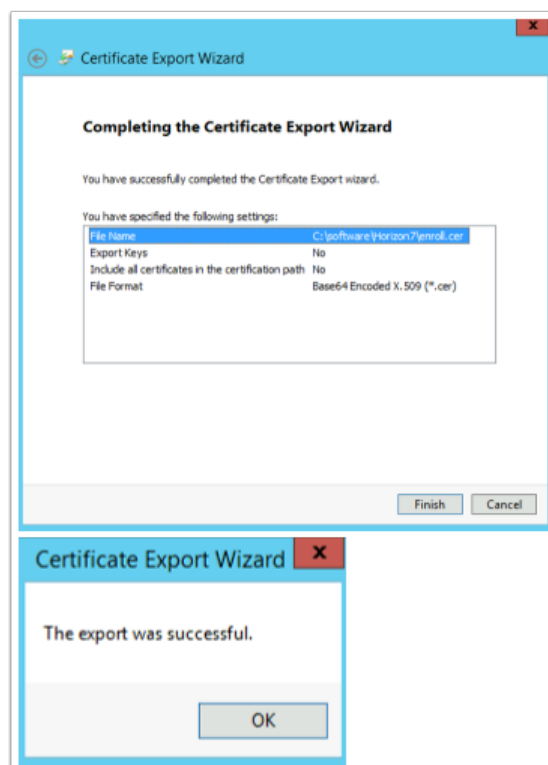 x
Certificate Export Wizard
Completing the Certificate Export Wizard
You have successfully completed the Certificate Export wizard.
You have specified the following settings:
File Name C:\software\Horizon7\enroll.cer
Export Keys No
Include all certificates in the certification path No
File Format Base64 Encoded X.509 (*.cer)
Finish Cancel
Certificate Export Wizard x
The export was successful.
OK